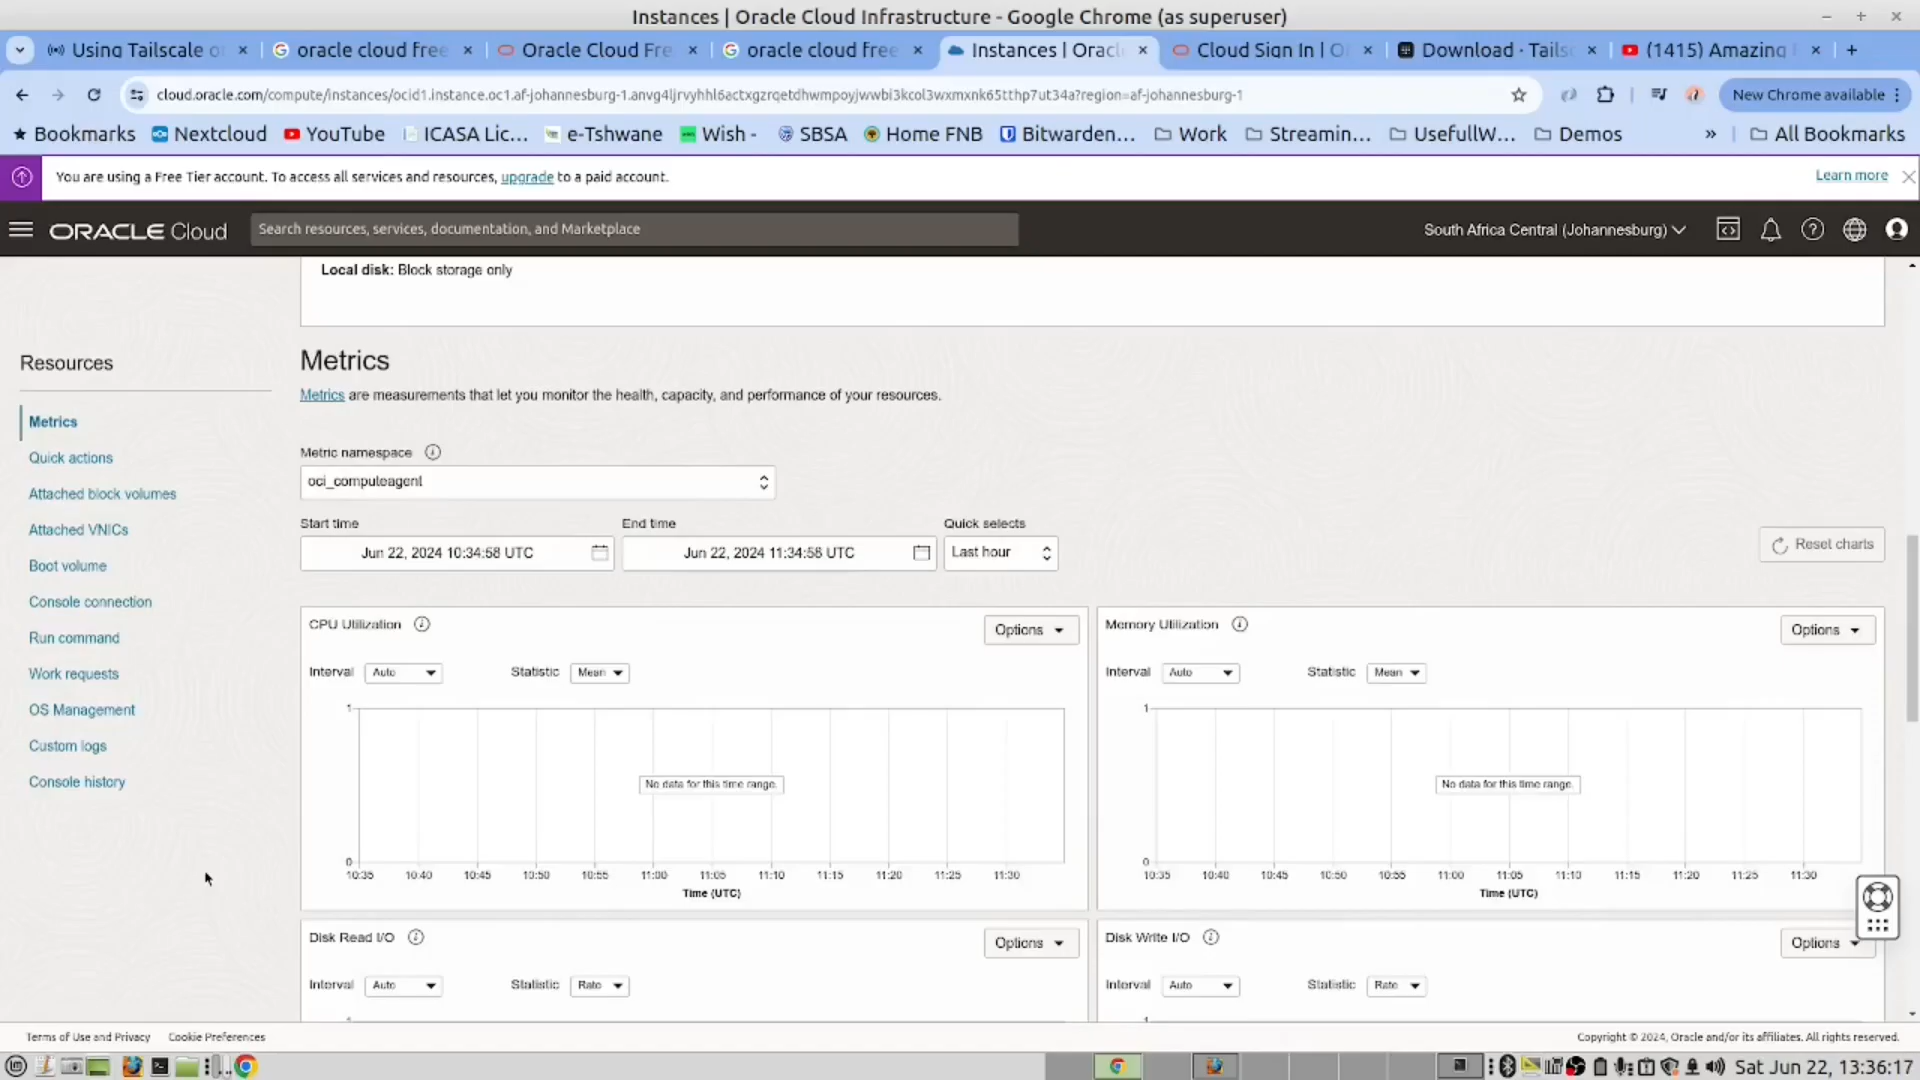 Instances | Oracle Cloud Infrastructure - Google Chrome (as superuser)
Using Tailscale o
oracle cloud free
Oracle Cloud Fre
oracle cloud free
Instances | Oracl
Cloud Sign In | O
Download · Tails
(1415) Amazing
cloud.oracle.com/compute/instances/ocid1.instance.oc1.af-johannesburg-1.anvg4ljrvyhhl6actxgzrqetdhwmpoyjwwbi3kcol3wxmxnk65tthp7ut34a?region=af-johannesburg-1
New Chrome available
Bookmarks
Nextcloud
YouTube
ICASA Lic...
e-Tshwane
Wish -
SBSA
Home FNB
Bitwarden...
Work
Streamin...
UsefullW...
Demos
»
All Bookmarks
You are using a Free Tier account. To access all services and resources, upgrade to a paid account.
Learn more
ORACLE Cloud
Search resources, services, documentation, and Marketplace
South Africa Central (Johannesburg)
Local disk: Block storage only
Resources
Metrics
Quick actions
Attached block volumes
Attached VNICs
Boot volume
Console connection
Run command
Work requests
OS Management
Custom logs
Console history
Metrics
Metrics are measurements that let you monitor the health, capacity, and performance of your resources.
Metric namespace
oci_computeagent
Start time
End time
Quick selects
Jun 22, 2024 10:34:58 UTC
Jun 22, 2024 11:34:58 UTC
Last hour
Reset charts
CPU Utilization
Options
Interval
Auto
Statistic
Mean
1
No data for this time range.
0
10:35 10:40 10:45 10:50 10:55 11:00 11:05 11:10 11:15 11:20 11:25 11:30
Time (UTC)
Memory Utilization
Options
Interval
Auto
Statistic
Mean
1
No data for this time range.
0
10:35 10:40 10:45 10:50 10:55 11:00 11:05 11:10 11:15 11:20 11:25 11:30
Time (UTC)
Disk Read I/O
Options
Interval
Auto
Statistic
Rate
Disk Write I/O
Options
Interval
Auto
Statistic
Rate
Terms of Use and Privacy
Cookie Preferences
Copyright © 2024, Oracle and/or its affiliates. All rights reserved.
Sat Jun 22, 13:36:17